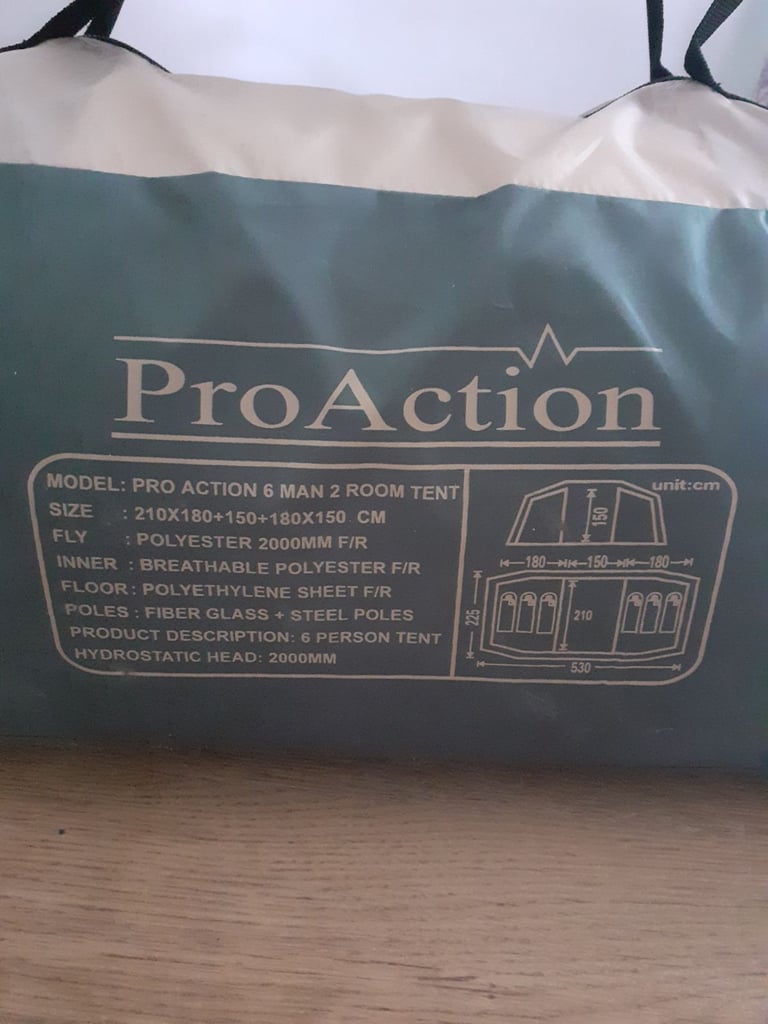 ProAction
MODEL: PRO ACTION 6 MAN 2 ROOM TENT
SIZE : 210X180+150+180X150 CM
FLY : POLYESTER 2000MM F/R
INNER : BREATHABLE POLYESTER F/R
FLOOR: POLYETHYLENE SHEET F/R
POLES : FIBER GLASS + STEEL POLES
PRODUCT DESCRIPTION: 6 PERSON TENT
HYDROSTATIC HEAD: 2000MM
unit:cm
150
180 150 180
225
210
530